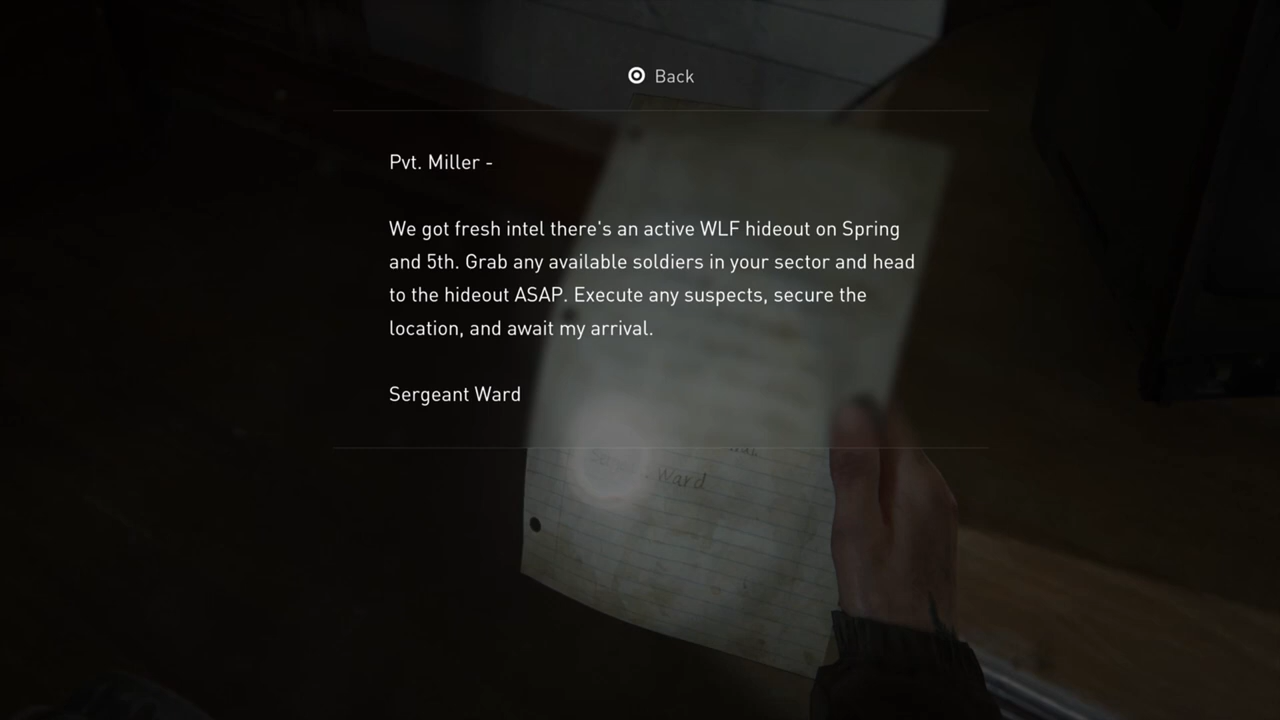 Back
Pvt. Miller -
We got fresh intel there's an active WLF hideout on Spring
and 5th. Grab any available soldiers in your sector and head
to the hideout ASAP. Execute any suspects, secure the
location, and await my arrival.
Sergeant Ward
Ward